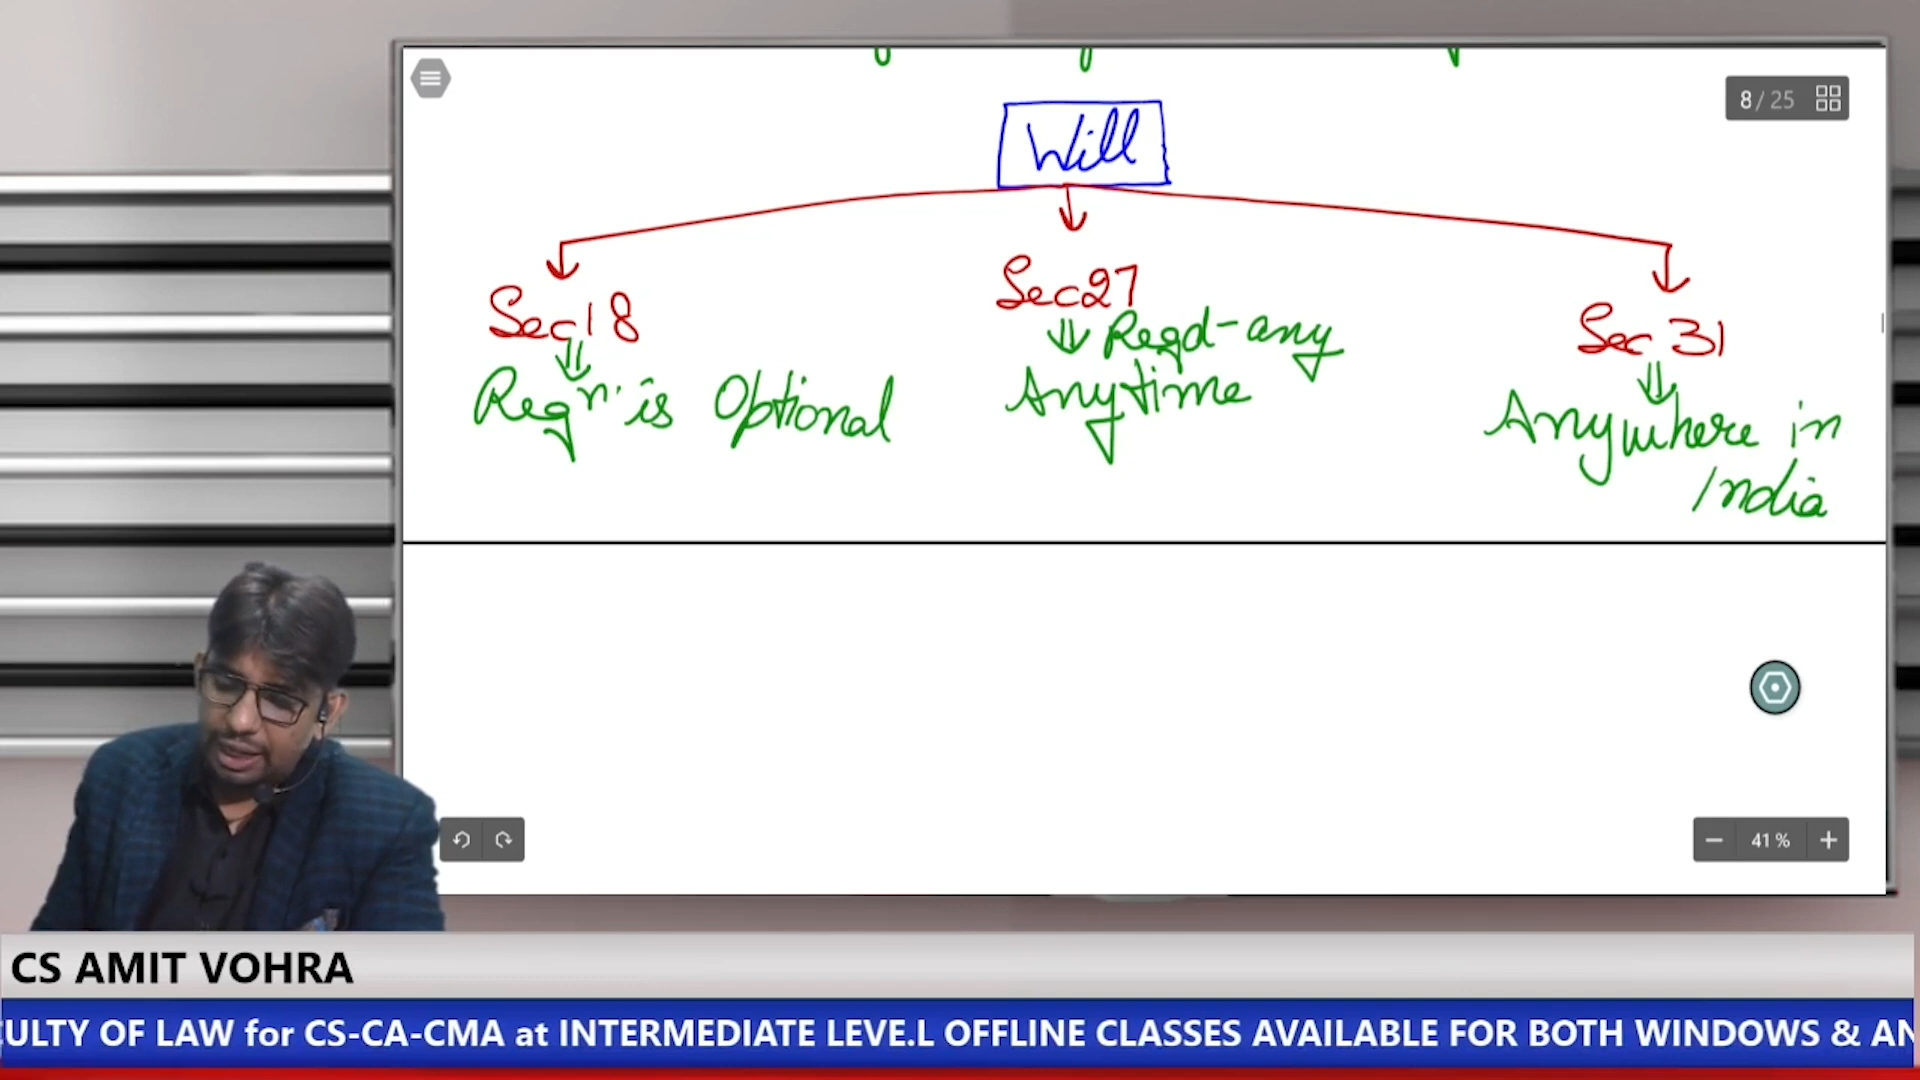 8 / 25
Will
Sec 18
Regn. is Optional
Sec 27
Regd - any
Anytime
Sec 31
Anywhere in
India
41 %
CS AMIT VOHRA
CULTY OF LAW for CS-CA-CMA at INTERMEDIATE LEVE.L OFFLINE CLASSES AVAILABLE FOR BOTH WINDOWS & AN